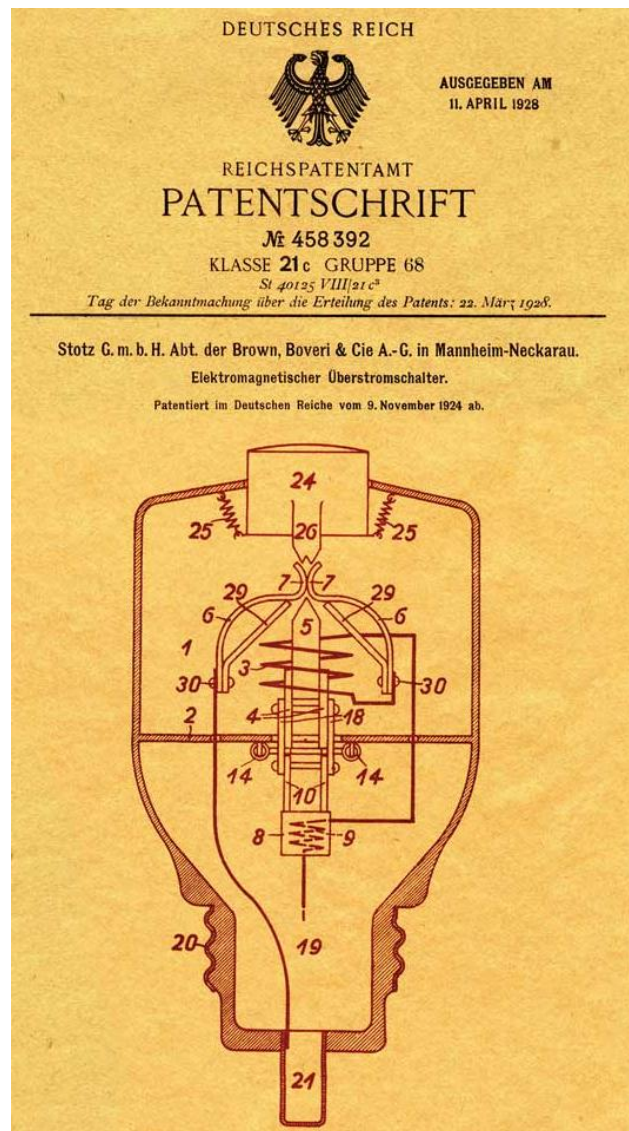 DEUTSCHES REICH
AUSGEGEBEN AM
11. APRIL 1928
REICHSPATENTAMT
PATENTSCHRIFT
№ 458392
KLASSE 21c GRUPPE 68
St 40125 VIII/21c³
Tag der Bekanntmachung über die Erteilung des Patents: 22. März 1928.
Stotz G.m.b.H. Abt. der Brown, Boveri & Cie A.-G. in Mannheim-Neckarau.
Elektromagnetischer Überstromschalter.
Patentiert im Deutschen Reiche vom 9. November 1924 ab.
24
25 26 25
7 7
29 29
6 6
5
1
3
30 30
4 18
2
14 14
10
8 9
20 19
21